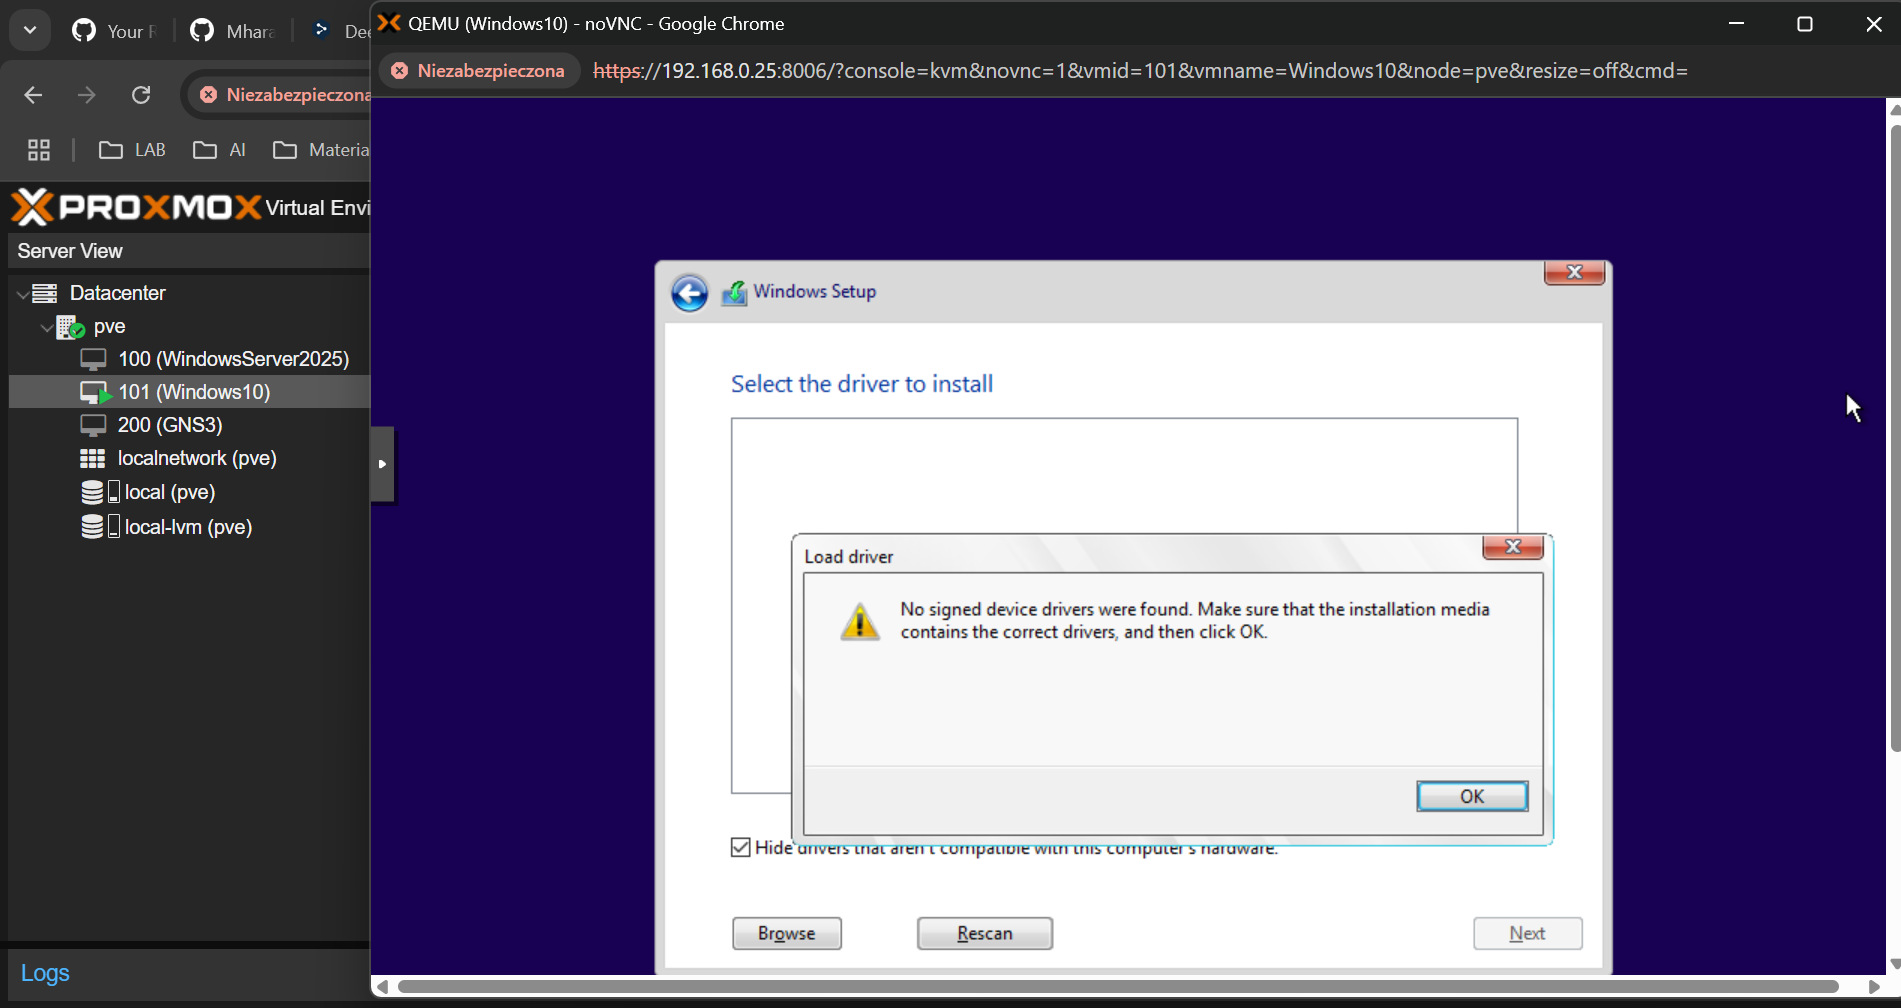 Your R
Mhara
Dee
QEMU (Windows10) - noVNC - Google Chrome
Niezabezpieczona
https://192.168.0.25:8006/?console=kvm&novnc=1&vmid=101&vmname=Windows10&node=pve&resize=off&cmd=
Niezabezpieczona
LAB
AI
Materia
PROXMOX Virtual Envi
Server View
Datacenter
pve
100 (WindowsServer2025)
101 (Windows10)
200 (GNS3)
localnetwork (pve)
local (pve)
local-lvm (pve)
Logs
Windows Setup
Select the driver to install
Load driver
No signed device drivers were found. Make sure that the installation media
contains the correct drivers, and then click OK.
OK
Hide drivers that aren't compatible with this computer's hardware.
Browse
Rescan
Next